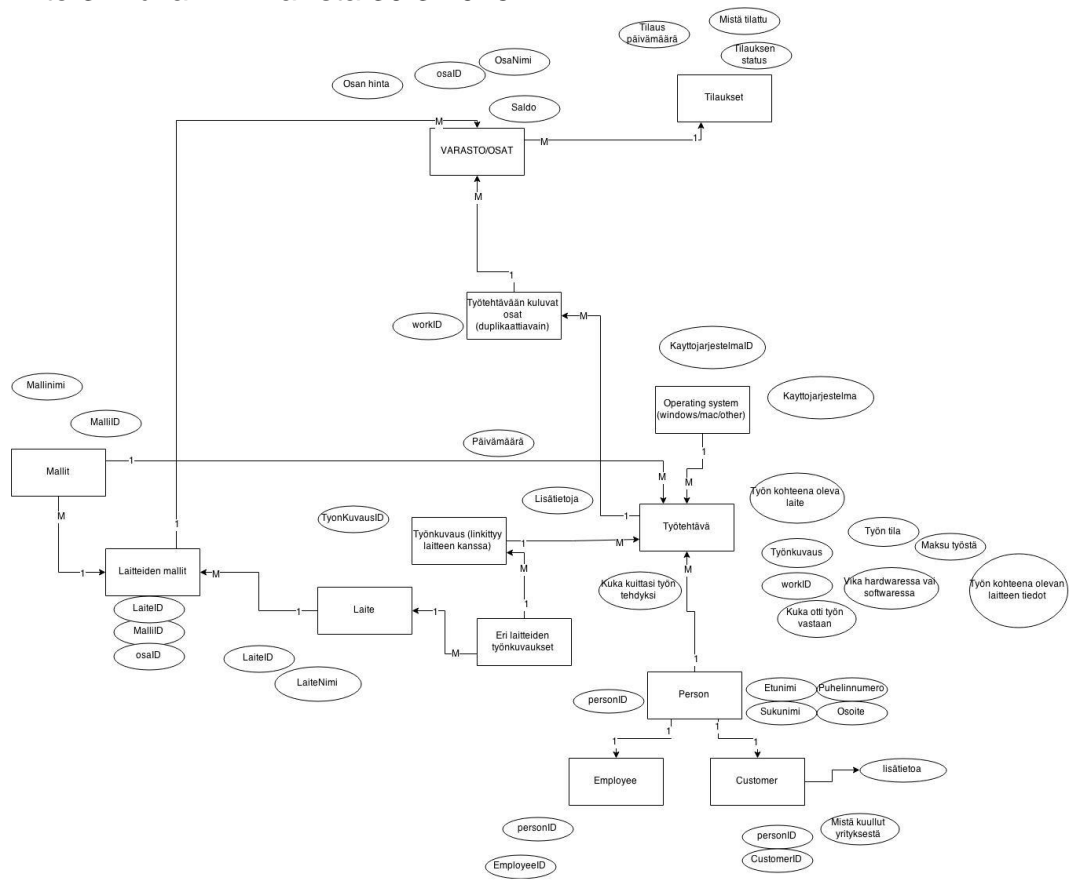 Tilaus
päivämäärä
Mistä tilattu
Tilauksen
status
OsaNimi
osaID
Osan hinta
Tilaukset
Saldo
M
1
VARASTO/OSAT
M
M
1
1
Työtehtävään kuluvat
osat
(duplikaattiavain)
workID
M
KayttojarjestelmaID
Mallinimi
Operating system
(windows/mac/other)
Kayttojarjestelma
MalliID
Päivämäärä
1
1
Mallit
M
M
Työn kohteena oleva
laite
Lisätietoja
M
TyonKuvausID
Työnkuvaus (linkittyy
laitteen kanssa)
1
M
1
Työtehtävä
Työn tila
Maksu työstä
Työnkuvaus
1
Laitteiden mallit
M
M
Kuka kuittasi työn
tehdyksi
workID
Vika hardwaressa vai
softwaressa
Työn kohteena olevan
laitteen tiedot
LaiteID
1
Laite
1
1
Kuka otti työn
vastaan
MalliID
osaID
Eri laitteiden
työnkuvaukset
M
LaiteID
LaiteNimi
1
Person
Etunimi
Puhelinnumero
personID
Sukunimi
Osoite
1
1
Employee
Customer
lisätietoa
personID
Mistä kuullut
yrityksestä
personID
EmployeeID
CustomerID